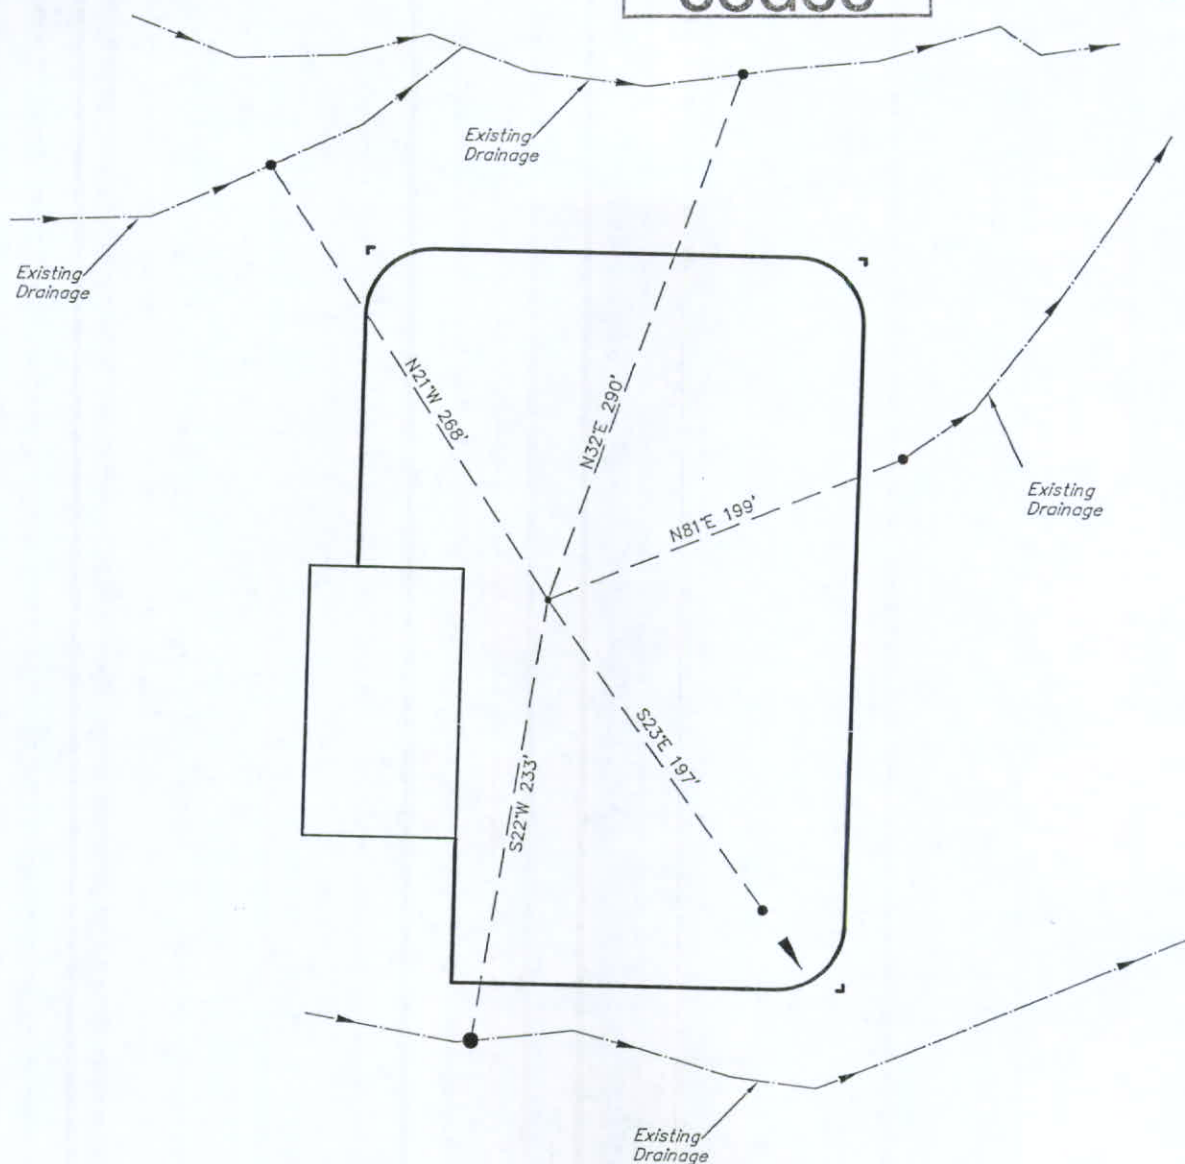 Existing
Drainage
Existing
Drainage
N21°W 268'
N32°E 290'
N81°E 199'
Existing
Drainage
S23°E 197'
S22°W 233'
Existing
Drainage